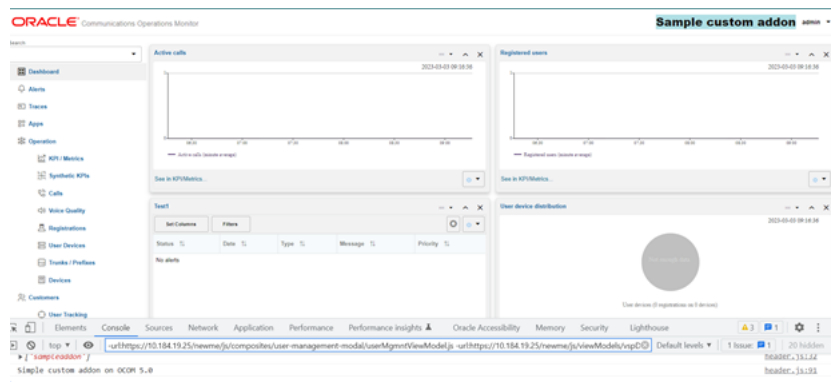 ORACLE Communications Operations Monitor
Sample custom addon admin
Search
Dashboard
Alerts
Traces
Apps
Operation
KPI / Metrics
Synthetic KPIs
Calls
Voice Quality
Registrations
User Devices
Trunks / Prefixes
Devices
Customers
User Tracking
Active calls
2023-03-03 09:16:36
Active calls (minute average)
See in KPI/Metrics...
Registered users
2023-03-03 09:16:36
Registered users (minute average)
See in KPI/Metrics...
Test1
Set Columns Filters
Status Date Type Message Priority
No alerts
User device distribution
2023-03-03 09:16:36
User devices (0 registrations on 0 devices)
Elements Console Sources Network Application Performance Performance insights Oracle Accessibility Memory Security Lighthouse 3 1
top -url:https://10.184.19.25/newme/js/composites/user-management-modal/userMgmntViewModel.js -url:https://10.184.19.25/newme/js/viewModels/vspD Default levels 1 Issue: 1 20 hidden
['sampleaddon'] header.js:32
Simple custom addon on OCOM 5.0 header.js:91